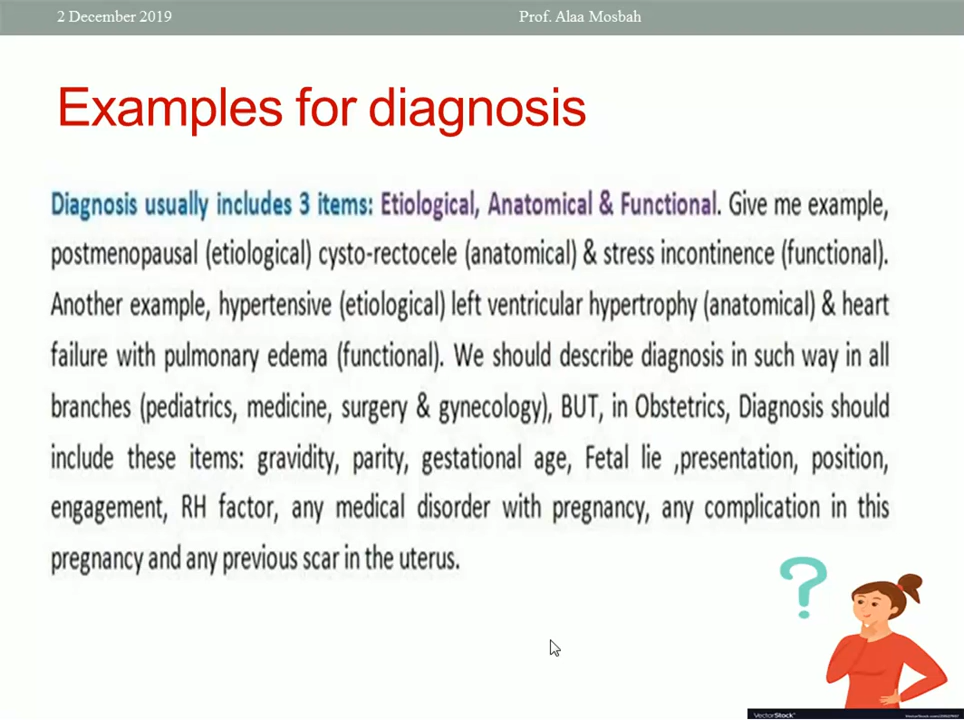 2 December 2019 Prof. Alaa Mosbah
Examples for diagnosis
Diagnosis usually includes 3 items: Etiological, Anatomical & Functional. Give me example,
postmenopausal (etiological) cysto-rectocele (anatomical) & stress incontinence (functional).
Another example, hypertensive (etiological) left ventricular hypertrophy (anatomical) & heart
failure with pulmonary edema (functional). We should describe diagnosis in such way in all
branches (pediatrics, medicine, surgery & gynecology), BUT, in Obstetrics, Diagnosis should
include these items: gravidity, parity, gestational age, Fetal lie ,presentation, position,
engagement, RH factor, any medical disorder with pregnancy, any complication in this
pregnancy and any previous scar in the uterus.
?
VectorStock